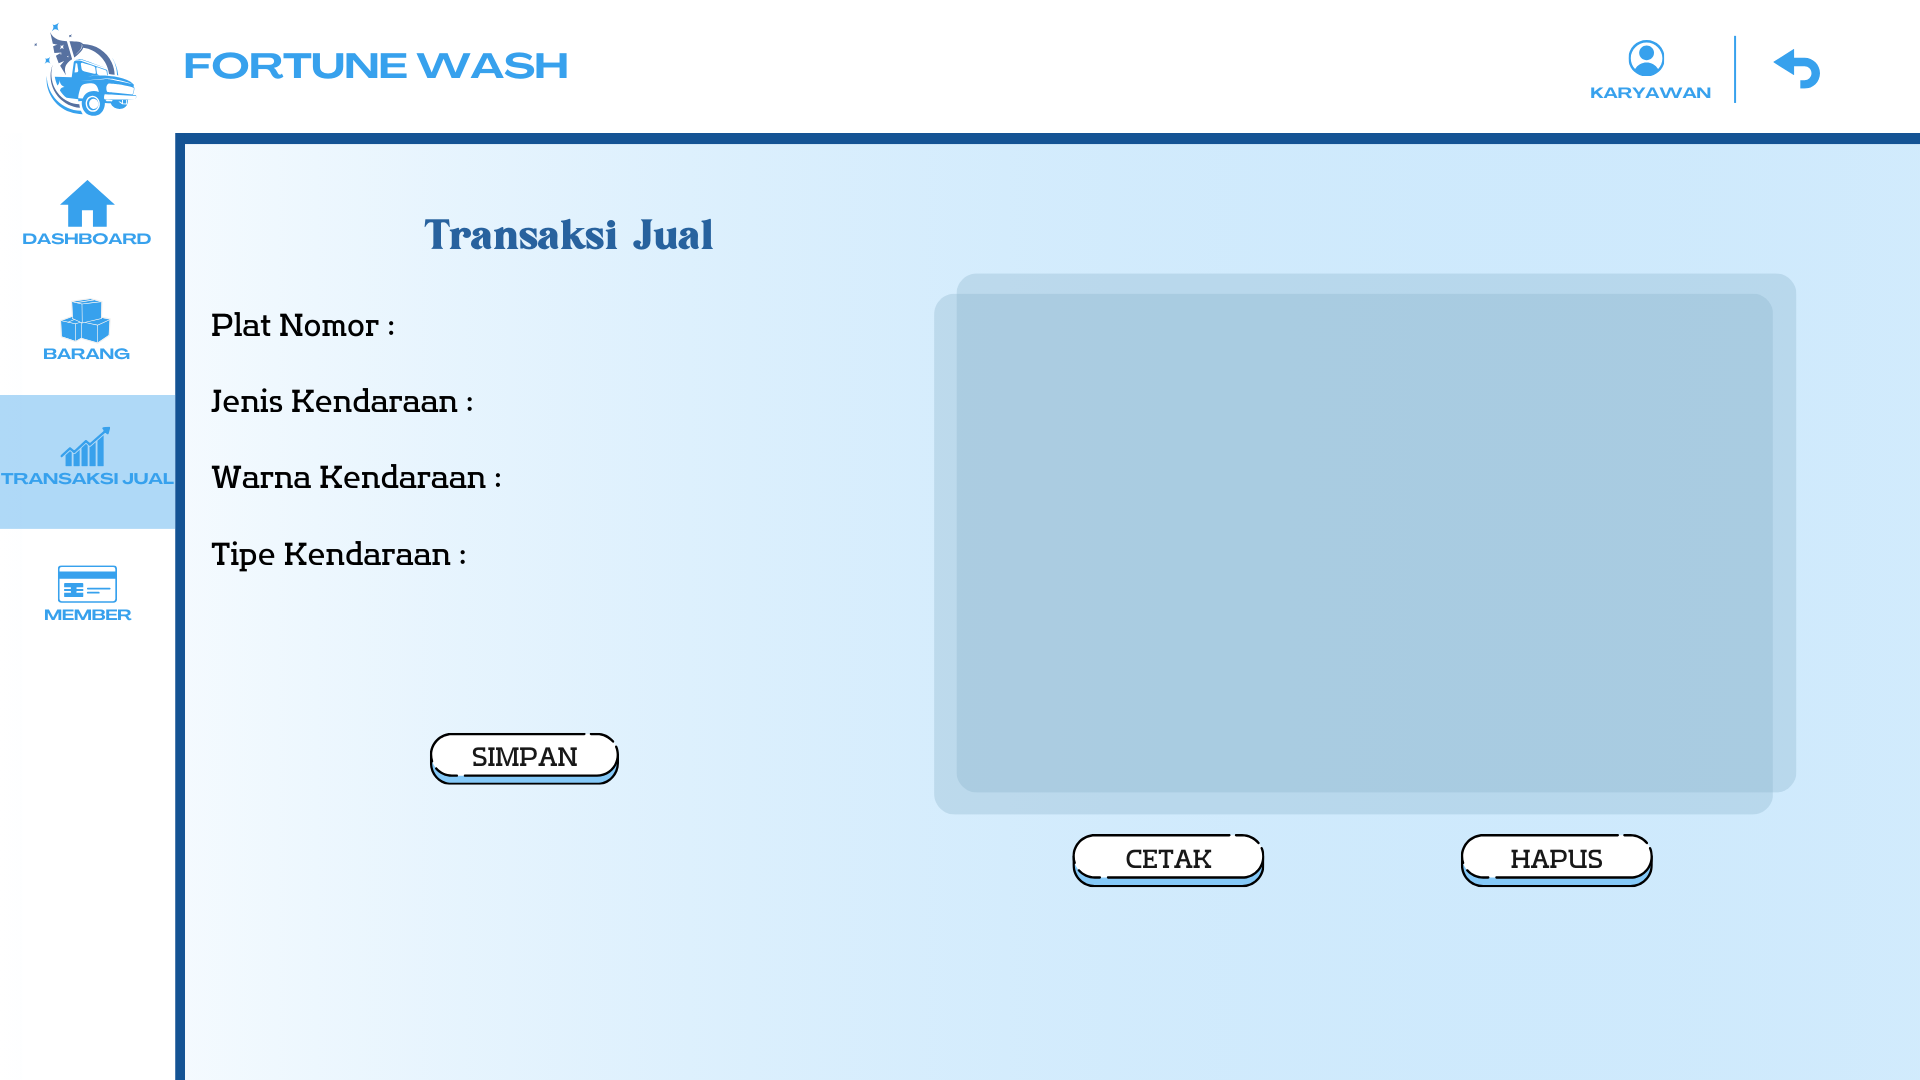 FORTUNE WASH
KARYAWAN
DASHBOARD
BARANG
TRANSAKSI JUAL
MEMBER
Transaksi Jual
Plat Nomor :
Jenis Kendaraan :
Warna Kendaraan :
Tipe Kendaraan :
SIMPAN
CETAK
HAPUS